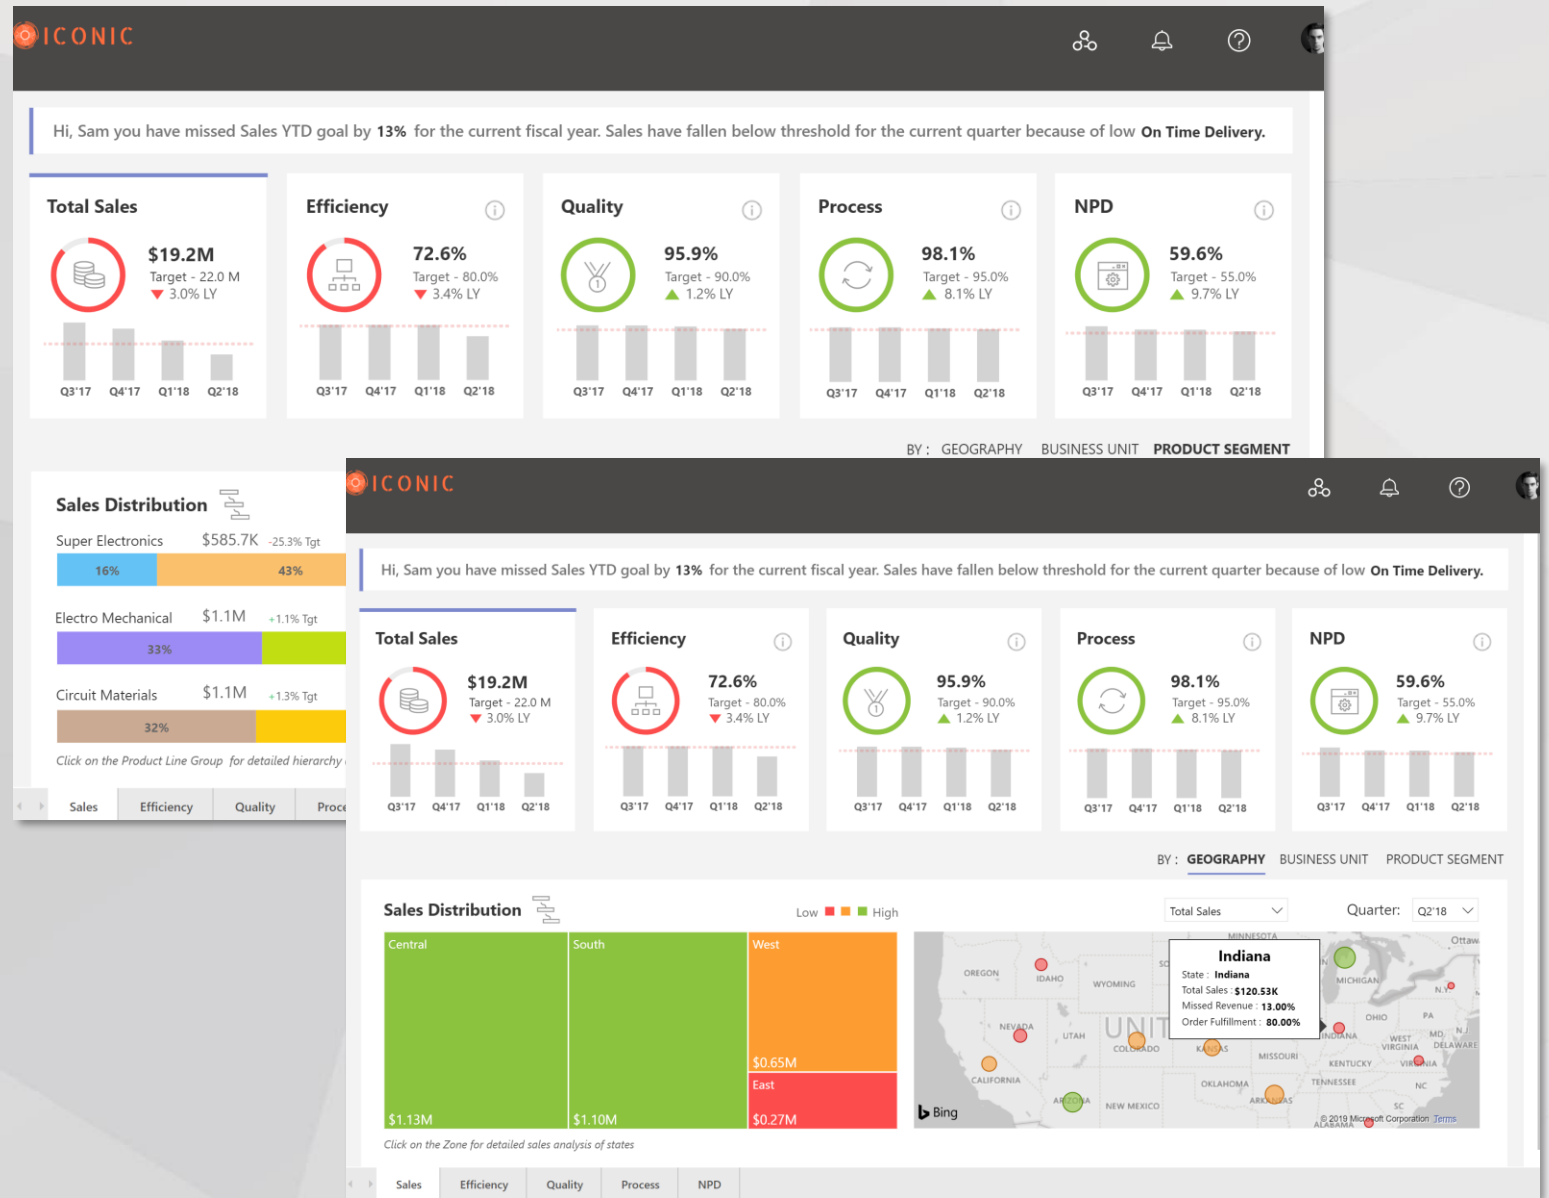 ICONIC
Hi, Sam you have missed Sales YTD goal by 13% for the current fiscal year. Sales have fallen below threshold for the current quarter because of low On Time Delivery.
Total Sales
$19.2M
Target - 22.0 M
▼ 3.0% LY
Q3'17 Q4'17 Q1'18 Q2'18
Efficiency
72.6%
Target - 80.0%
▼ 3.4% LY
Q3'17 Q4'17 Q1'18 Q2'18
Quality
95.9%
Target - 90.0%
▲ 1.2% LY
Q3'17 Q4'17 Q1'18 Q2'18
Process
98.1%
Target - 95.0%
▲ 8.1% LY
Q3'17 Q4'17 Q1'18 Q2'18
NPD
59.6%
Target - 55.0%
▲ 9.7% LY
Q3'17 Q4'17 Q1'18 Q2'18
BY : GEOGRAPHY BUSINESS UNIT PRODUCT SEGMENT
Sales Distribution
Super Electronics $585.7K -25.3% Tgt
16% 43%
Electro Mechanical $1.1M +1.1% Tgt
33%
Circuit Materials $1.1M +1.3% Tgt
32%
Click on the Product Line Group for detailed hierarchy
Sales Efficiency Quality Proce
ICONIC
Hi, Sam you have missed Sales YTD goal by 13% for the current fiscal year. Sales have fallen below threshold for the current quarter because of low On Time Delivery.
Total Sales
$19.2M
Target - 22.0 M
▼ 3.0% LY
Q3'17 Q4'17 Q1'18 Q2'18
Efficiency
72.6%
Target - 80.0%
▼ 3.4% LY
Q3'17 Q4'17 Q1'18 Q2'18
Quality
95.9%
Target - 90.0%
▲ 1.2% LY
Q3'17 Q4'17 Q1'18 Q2'18
Process
98.1%
Target - 95.0%
▲ 8.1% LY
Q3'17 Q4'17 Q1'18 Q2'18
NPD
59.6%
Target - 55.0%
▲ 9.7% LY
Q3'17 Q4'17 Q1'18 Q2'18
BY : GEOGRAPHY BUSINESS UNIT PRODUCT SEGMENT
Sales Distribution
Low High
Total Sales
Quarter: Q2'18
Central
$1.13M
South
$1.10M
West
$0.65M
East
$0.27M
Click on the Zone for detailed sales analysis of states
MINNESOTA
Ottaw
OREGON
IDAHO
WYOMING
SO
MICHIGAN
N.Y.
Indiana
State : Indiana
Total Sales : $120.53K
Missed Revenue : 13.00%
Order Fulfillment : 80.00%
NEVADA
UTAH
UNIT
COLORADO
KANSAS
MISSOURI
INDIANA
OHIO
PA
WEST
VIRGINIA
MD
N.J.
DELAWARE
KENTUCKY
VIRGINIA
CALIFORNIA
TENNESSEE
NC
ARIZONA
NEW MEXICO
OKLAHOMA
ARKANSAS
SC
ALABAMA
Bing
© 2019 Microsoft Corporation Terms
Sales Efficiency Quality Process NPD